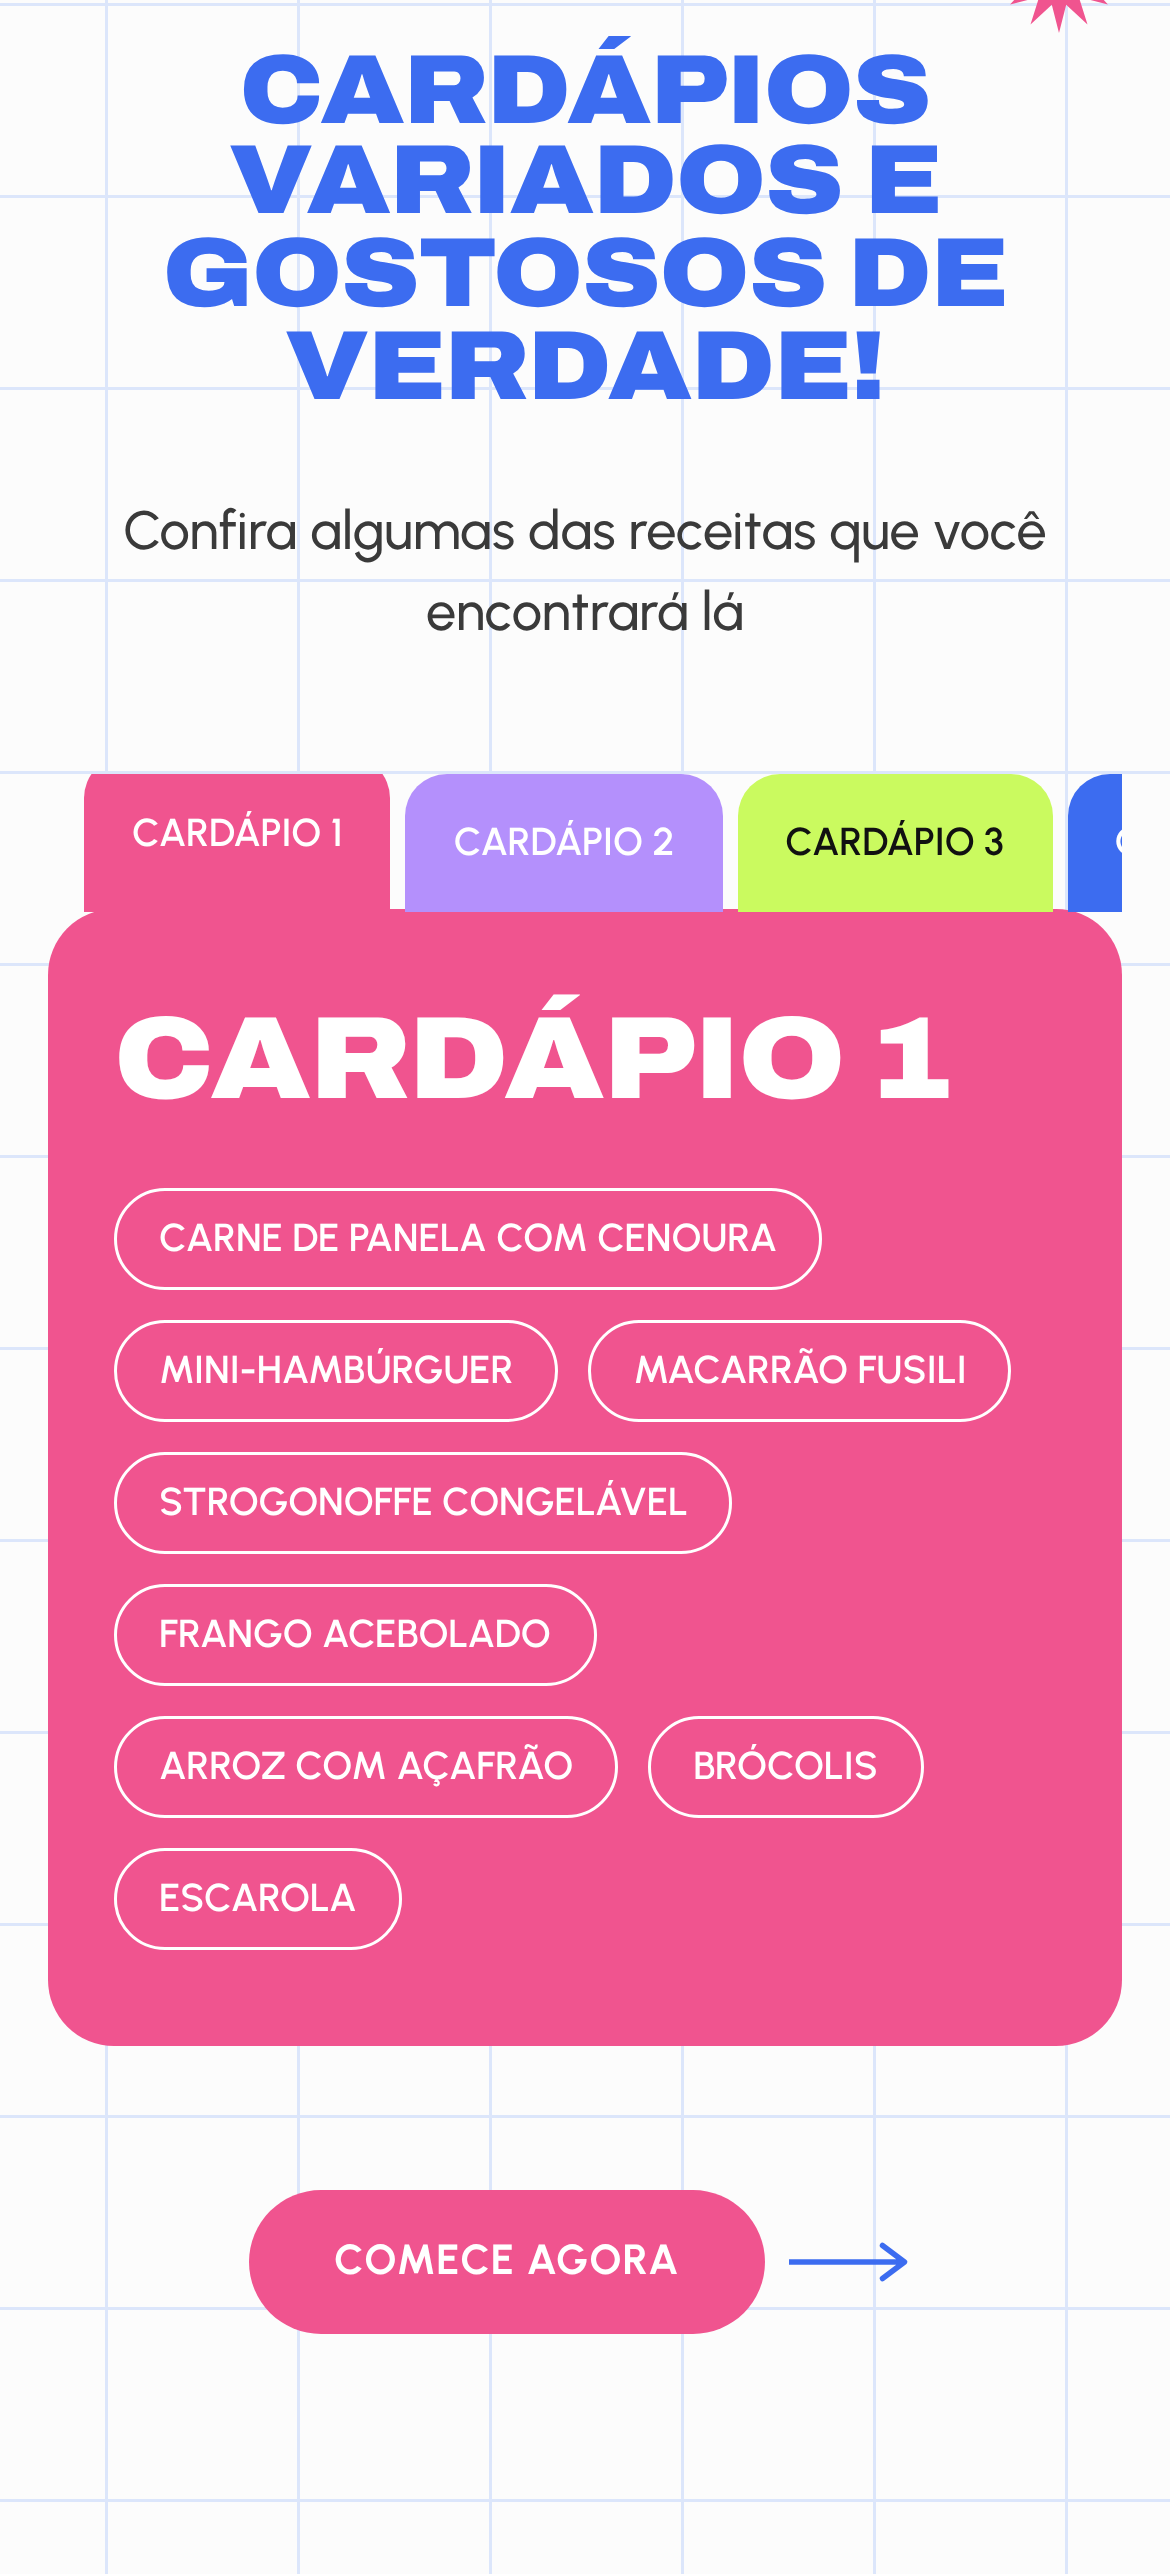 CARDÁPIOS
VARIADOS E
GOSTOSOS DE
VERDADE!
Confira algumas das receitas que você
encontrará lá
CARDÁPIO 1
CARDÁPIO 2
CARDÁPIO 3
CARDÁPIO 1
CARNE DE PANELA COM CENOURA
MINI-HAMBÚRGUER
MACARRÃO FUSILI
STROGONOFFE CONGELÁVEL
FRANGO ACEBOLADO
ARROZ COM AÇAFRÃO
BRÓCOLIS
ESCAROLA
COMECE AGORA